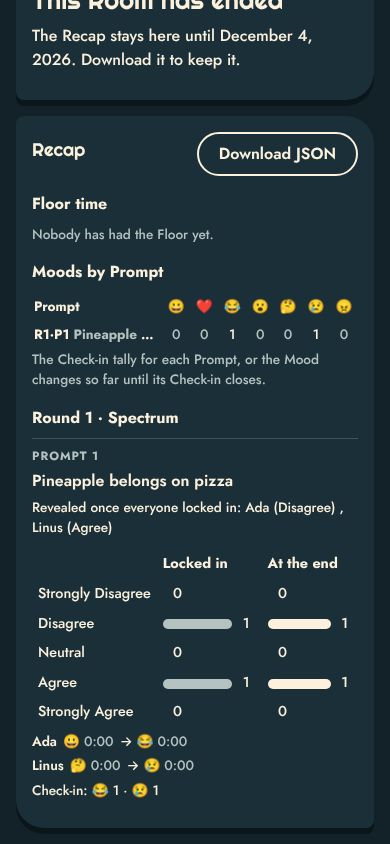 This Room has ended
The Recap stays here until December 4,
2026. Download it to keep it.
Recap
Download JSON
Floor time
Nobody has had the Floor yet.
Moods by Prompt
Prompt 😀 ❤️ 😂 😮 🤔 😢 😠
R1·P1 Pineapple … 0 0 1 0 0 1 0
The Check-in tally for each Prompt, or the Mood
changes so far until its Check-in closes.
Round 1 · Spectrum
PROMPT 1
Pineapple belongs on pizza
Revealed once everyone locked in: Ada (Disagree) ,
Linus (Agree)
Locked in At the end
Strongly Disagree 0 0
Disagree 1 1
Neutral 0 0
Agree 1 1
Strongly Agree 0 0
Ada 😀 0:00 → 😂 0:00
Linus 🤔 0:00 → 😢 0:00
Check-in: 😂 1 · 😢 1